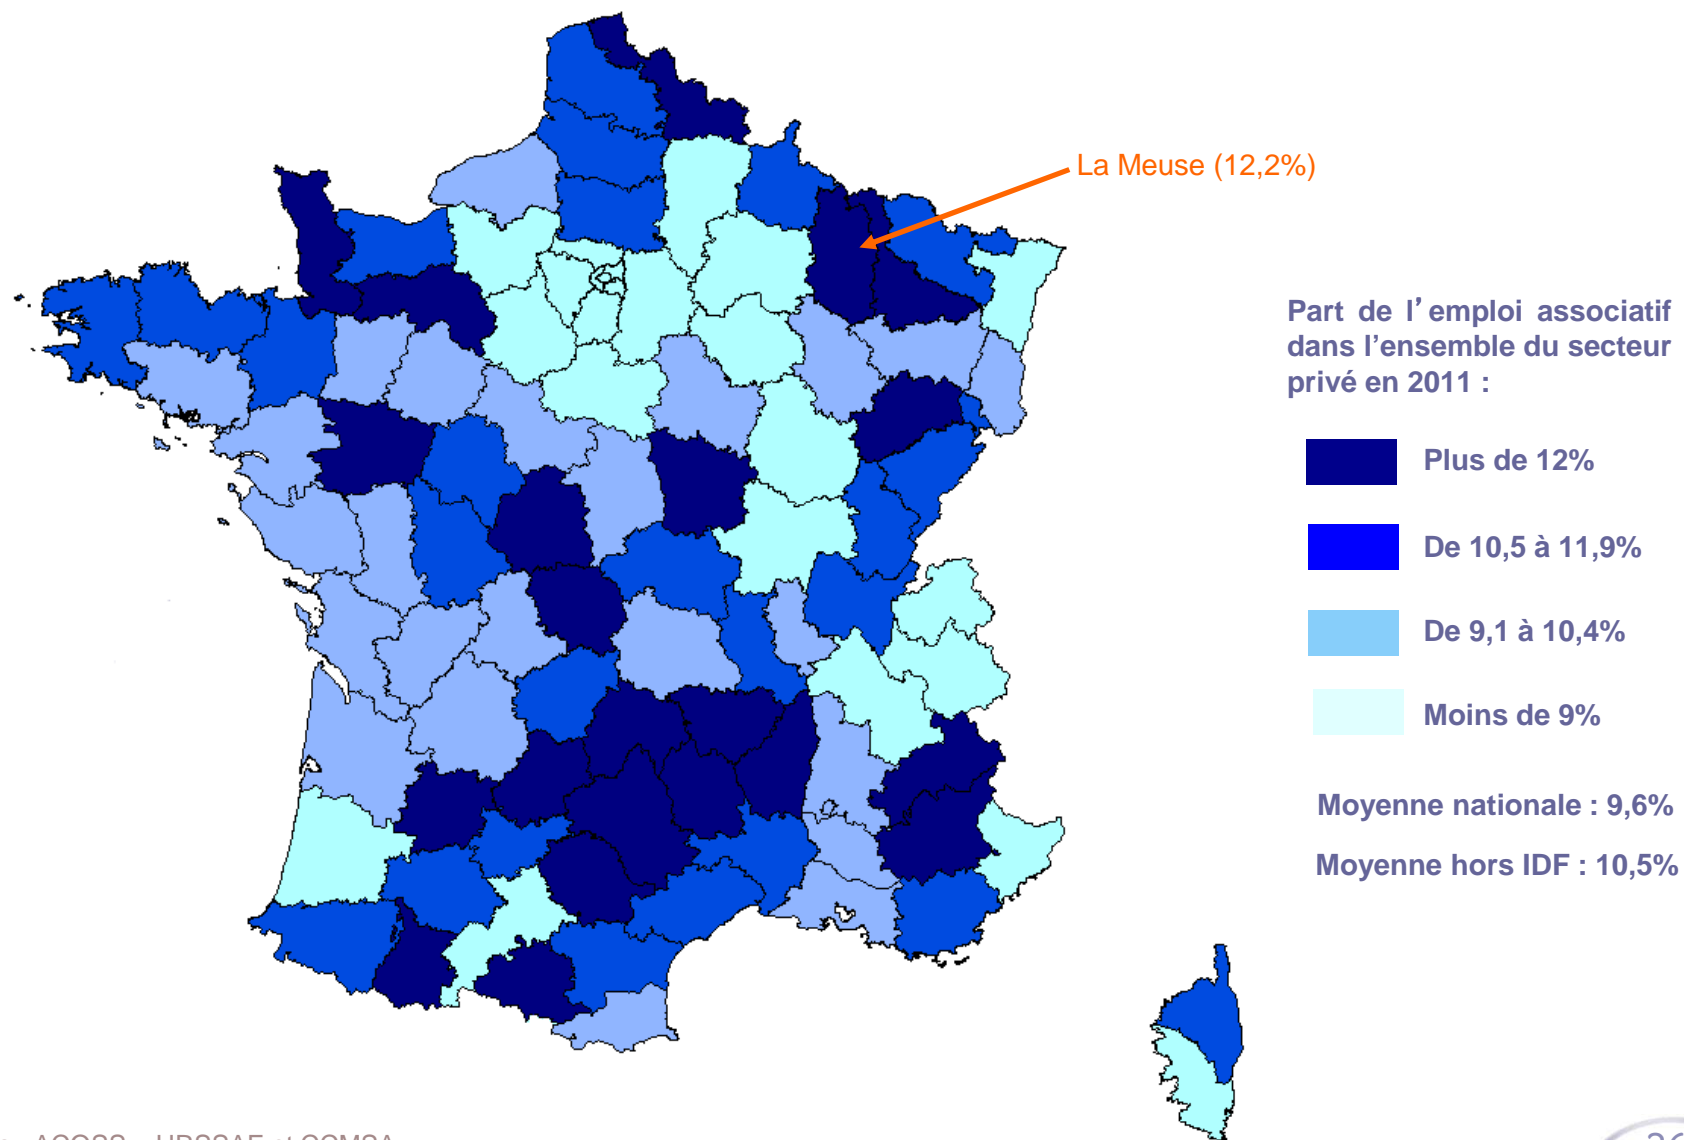 La Meuse (12,2%)
Part de l’emploi associatif
dans l'ensemble du secteur
privé en 2011 :
Plus de 12%
De 10,5 à 11,9%
De 9,1 à 10,4%
Moins de 9%
Moyenne nationale : 9,6%
Moyenne hors IDF : 10,5%